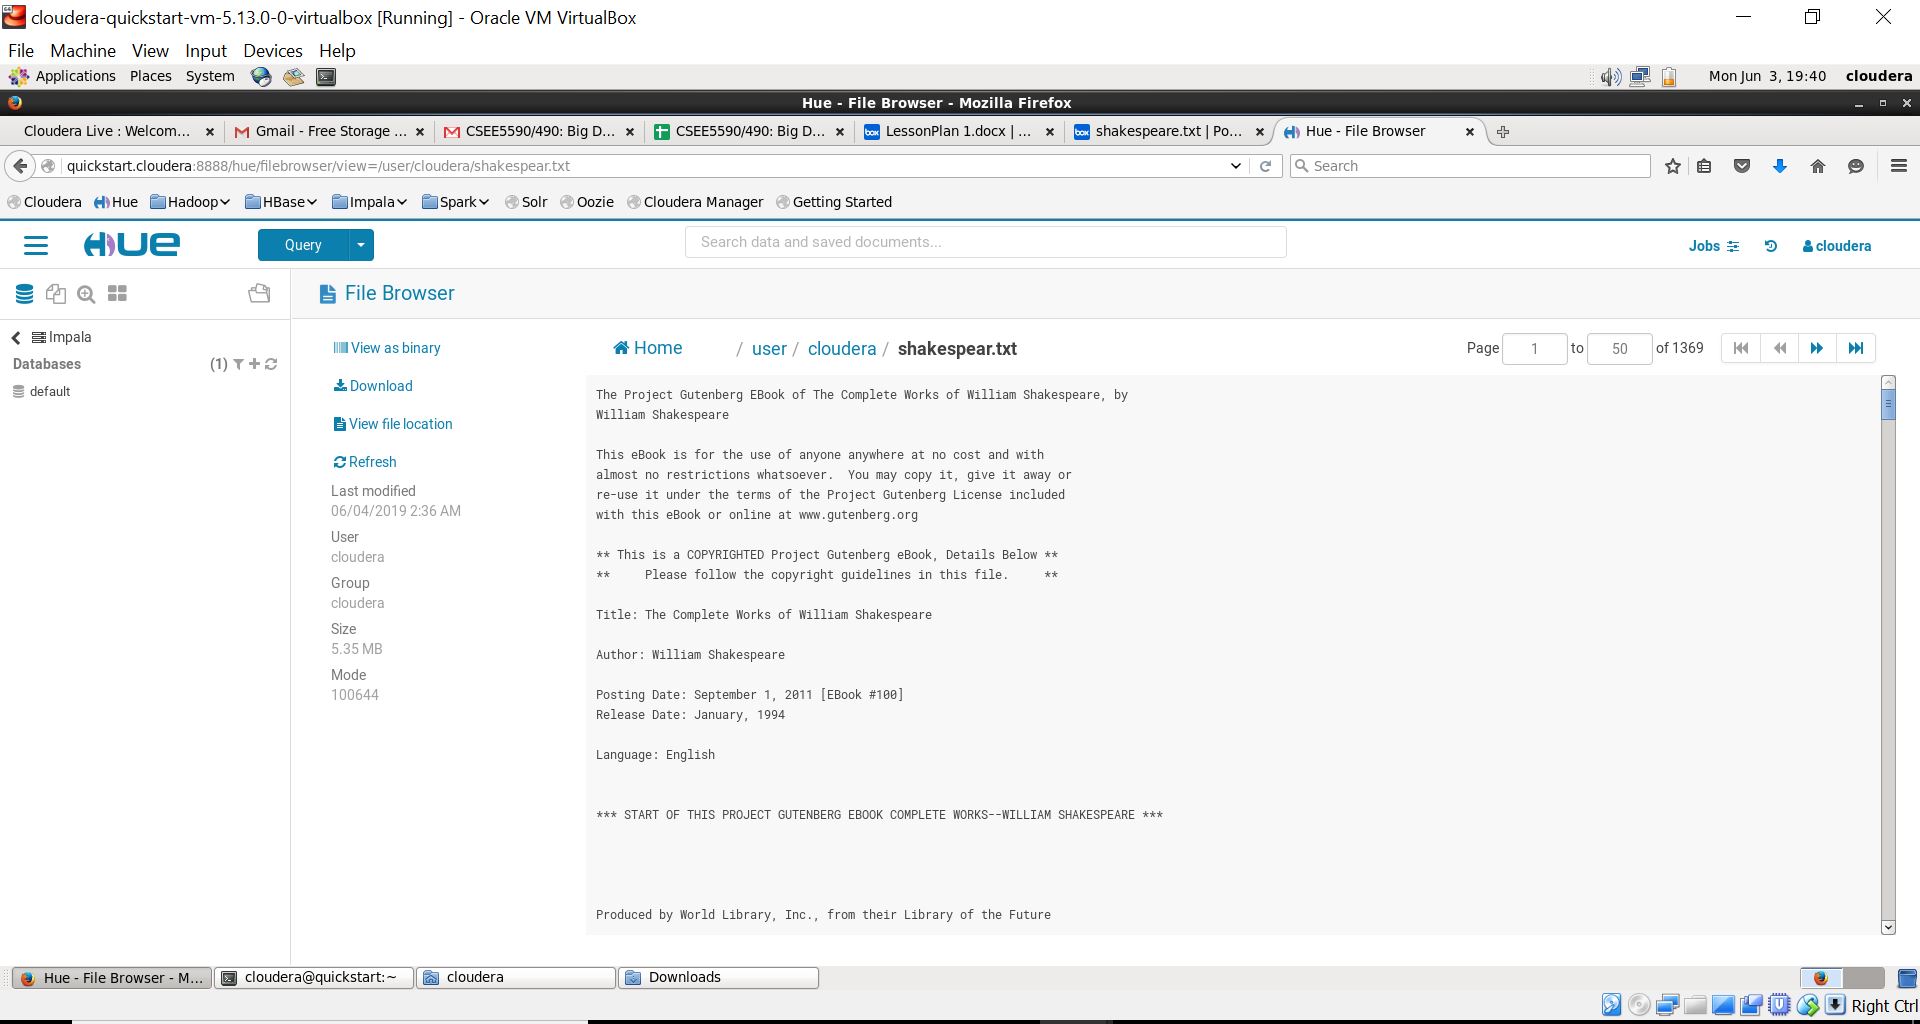 cloudera-quickstart-vm-5.13.0-0-virtualbox [Running] - Oracle VM VirtualBox
File Machine View Input Devices Help
Applications Places System Mon Jun 3, 19:40 cloudera
Hue - File Browser - Mozilla Firefox
Cloudera Live : Welcom... Gmail - Free Storage ... CSEE5590/490: Big D... CSEE5590/490: Big D... LessonPlan 1.docx | ... shakespeare.txt | Po... Hue - File Browser
quickstart.cloudera:8888/hue/filebrowser/view=/user/cloudera/shakespear.txt Search
Cloudera Hue Hadoop HBase Impala Spark Solr Oozie Cloudera Manager Getting Started
HUE Query Search data and saved documents... Jobs cloudera
File Browser
Impala
Databases (1)
default
View as binary
Download
View file location
Refresh
Last modified
06/04/2019 2:36 AM
User
cloudera
Group
cloudera
Size
5.35 MB
Mode
100644
Home / user / cloudera / shakespear.txt Page 1 to 50 of 1369
The Project Gutenberg EBook of The Complete Works of William Shakespeare, by
William Shakespeare
This eBook is for the use of anyone anywhere at no cost and with
almost no restrictions whatsoever.  You may copy it, give it away or
re-use it under the terms of the Project Gutenberg License included
with this eBook or online at www.gutenberg.org
** This is a COPYRIGHTED Project Gutenberg eBook, Details Below **
**     Please follow the copyright guidelines in this file.     **
Title: The Complete Works of William Shakespeare
Author: William Shakespeare
Posting Date: September 1, 2011 [EBook #100]
Release Date: January, 1994
Language: English
*** START OF THIS PROJECT GUTENBERG EBOOK COMPLETE WORKS--WILLIAM SHAKESPEARE ***
Produced by World Library, Inc., from their Library of the Future
Hue - File Browser - M... cloudera@quickstart:~ cloudera Downloads
Right Ctrl